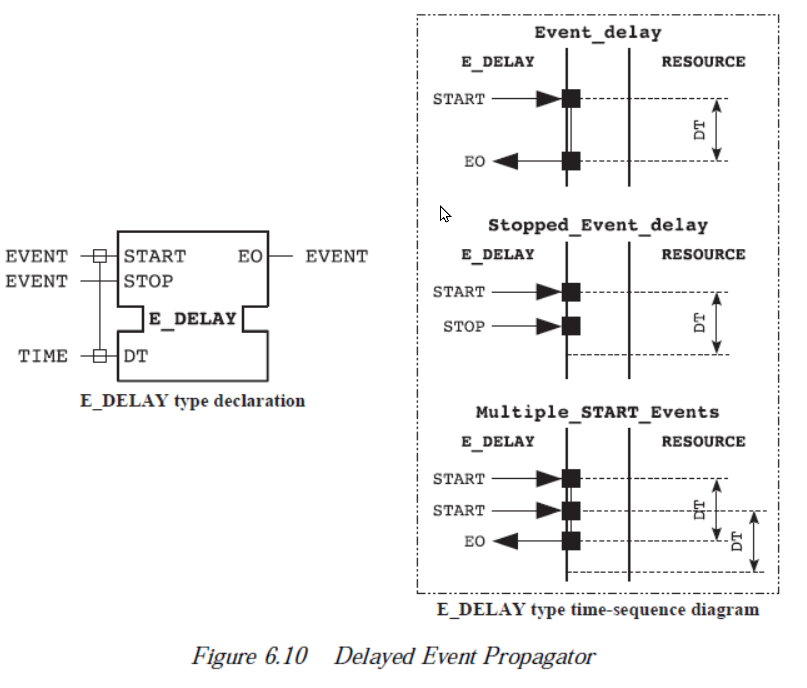 EVENT
EVENT
TIME
START EO
STOP
E_DELAY
DT
EVENT
E_DELAY type declaration
Event_delay
E_DELAY RESOURCE
START
EO
DT
Stopped_Event_delay
E_DELAY RESOURCE
START
STOP
DT
Multiple_START_Events
E_DELAY RESOURCE
START
START
EO
DT
DT
E_DELAY type time-sequence diagram
Figure 6.10 Delayed Event Propagator